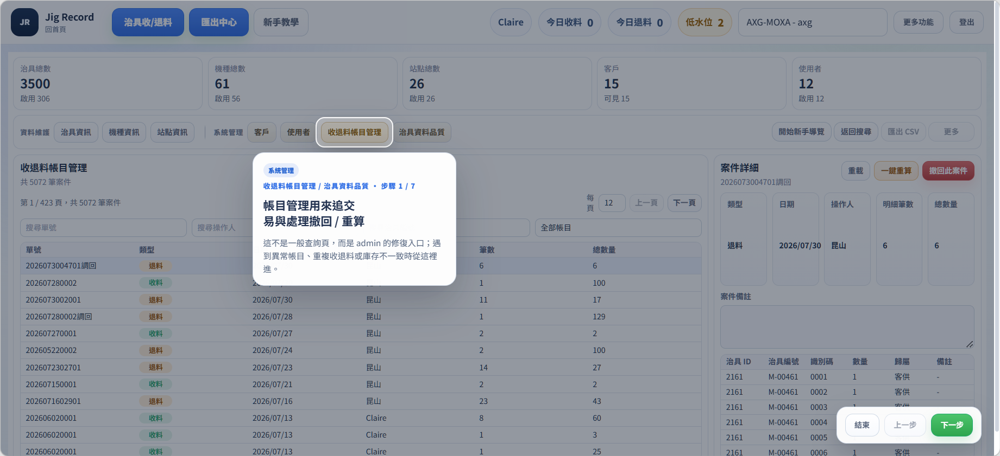 JR
Jig Record
回首頁
治具收/退料
匯出中心
新手教學
Claire
今日收料 0
今日退料 0
低水位 2
AXG-MOXA - axg
更多功能
登出
治具總數
3500
啟用 306
機種總數
61
啟用 56
站點總數
26
啟用 26
客戶
15
可見 15
使用者
12
啟用 12
資料維護 治具資訊 機種資訊 站點資訊 系統管理 客戶 使用者 收退料帳目管理 治具資料品質
開始新手導覽 返回搜尋 匯出 CSV 更多
收退料帳目管理
共 5072 筆案件
第 1 / 423 頁，共 5072 筆案件
每頁 12 上一頁 下一頁
搜尋單號 搜尋操作人 全部帳目
單號 類型 筆數 總數量
2026073004701調回 退料 6 6
202607280002 收料 1 100
2026073002001 退料 2026/07/30 昆山 11 17
202607280002調回 退料 2026/07/28 昆山 1 129
202607270001 收料 2026/07/27 昆山 2 2
202605220002 退料 2026/07/24 昆山 2 100
202607230​2701 退料 2026/07/23 昆山 14 27
202607150001 收料 2026/07/21 昆山 2 2
2026071602901 退料 2026/07/16 昆山 23 43
202606020001 收料 2026/07/13 Claire 8 60
202606020001 收料 2026/07/13 Claire 1 3
202606020001 收料 2026/07/13 Claire 1 25
系統管理
收退料帳目管理 / 治具資料品質 • 步驟 1 / 7
帳目管理用來追交
易與處理撤回 / 重算
這不是一般查詢頁，而是 admin 的修復入口；遇
到異常帳目、重複收退料或庫存不一致時從這裡
進。
案件詳細
2026073004701調回
重載 一鍵重算 撤回此案件
類型 日期 操作人 明細筆數 總數量
退料 2026/07/30 昆山 6 6
案件備註
治具 ID 治具編號 識別碼 數量 歸屬 備註
2161 M-00461 0001 1 客供 -
2161 M-00461 0002 1 客供 -
2161 M-00461 0003 1 客供
2161 M-00461 0004
2161 M-00461 0005
2161 M-00461 0006 1 客供 -
結束 上一步 下一步